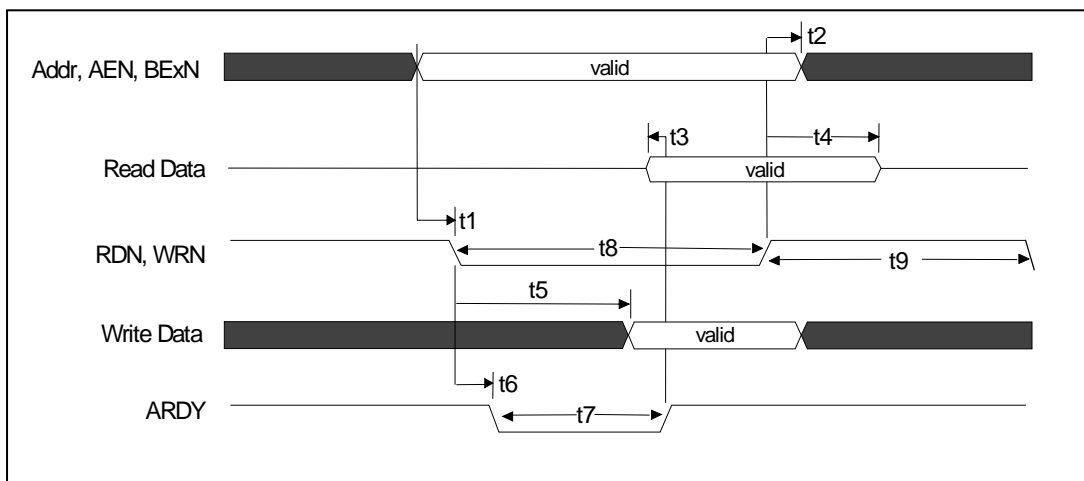 t2
Addr, AEN, BExN valid
t3 t4
Read Data valid
t1
RDN, WRN t8 t9
t5
Write Data valid
t6
ARDY t7